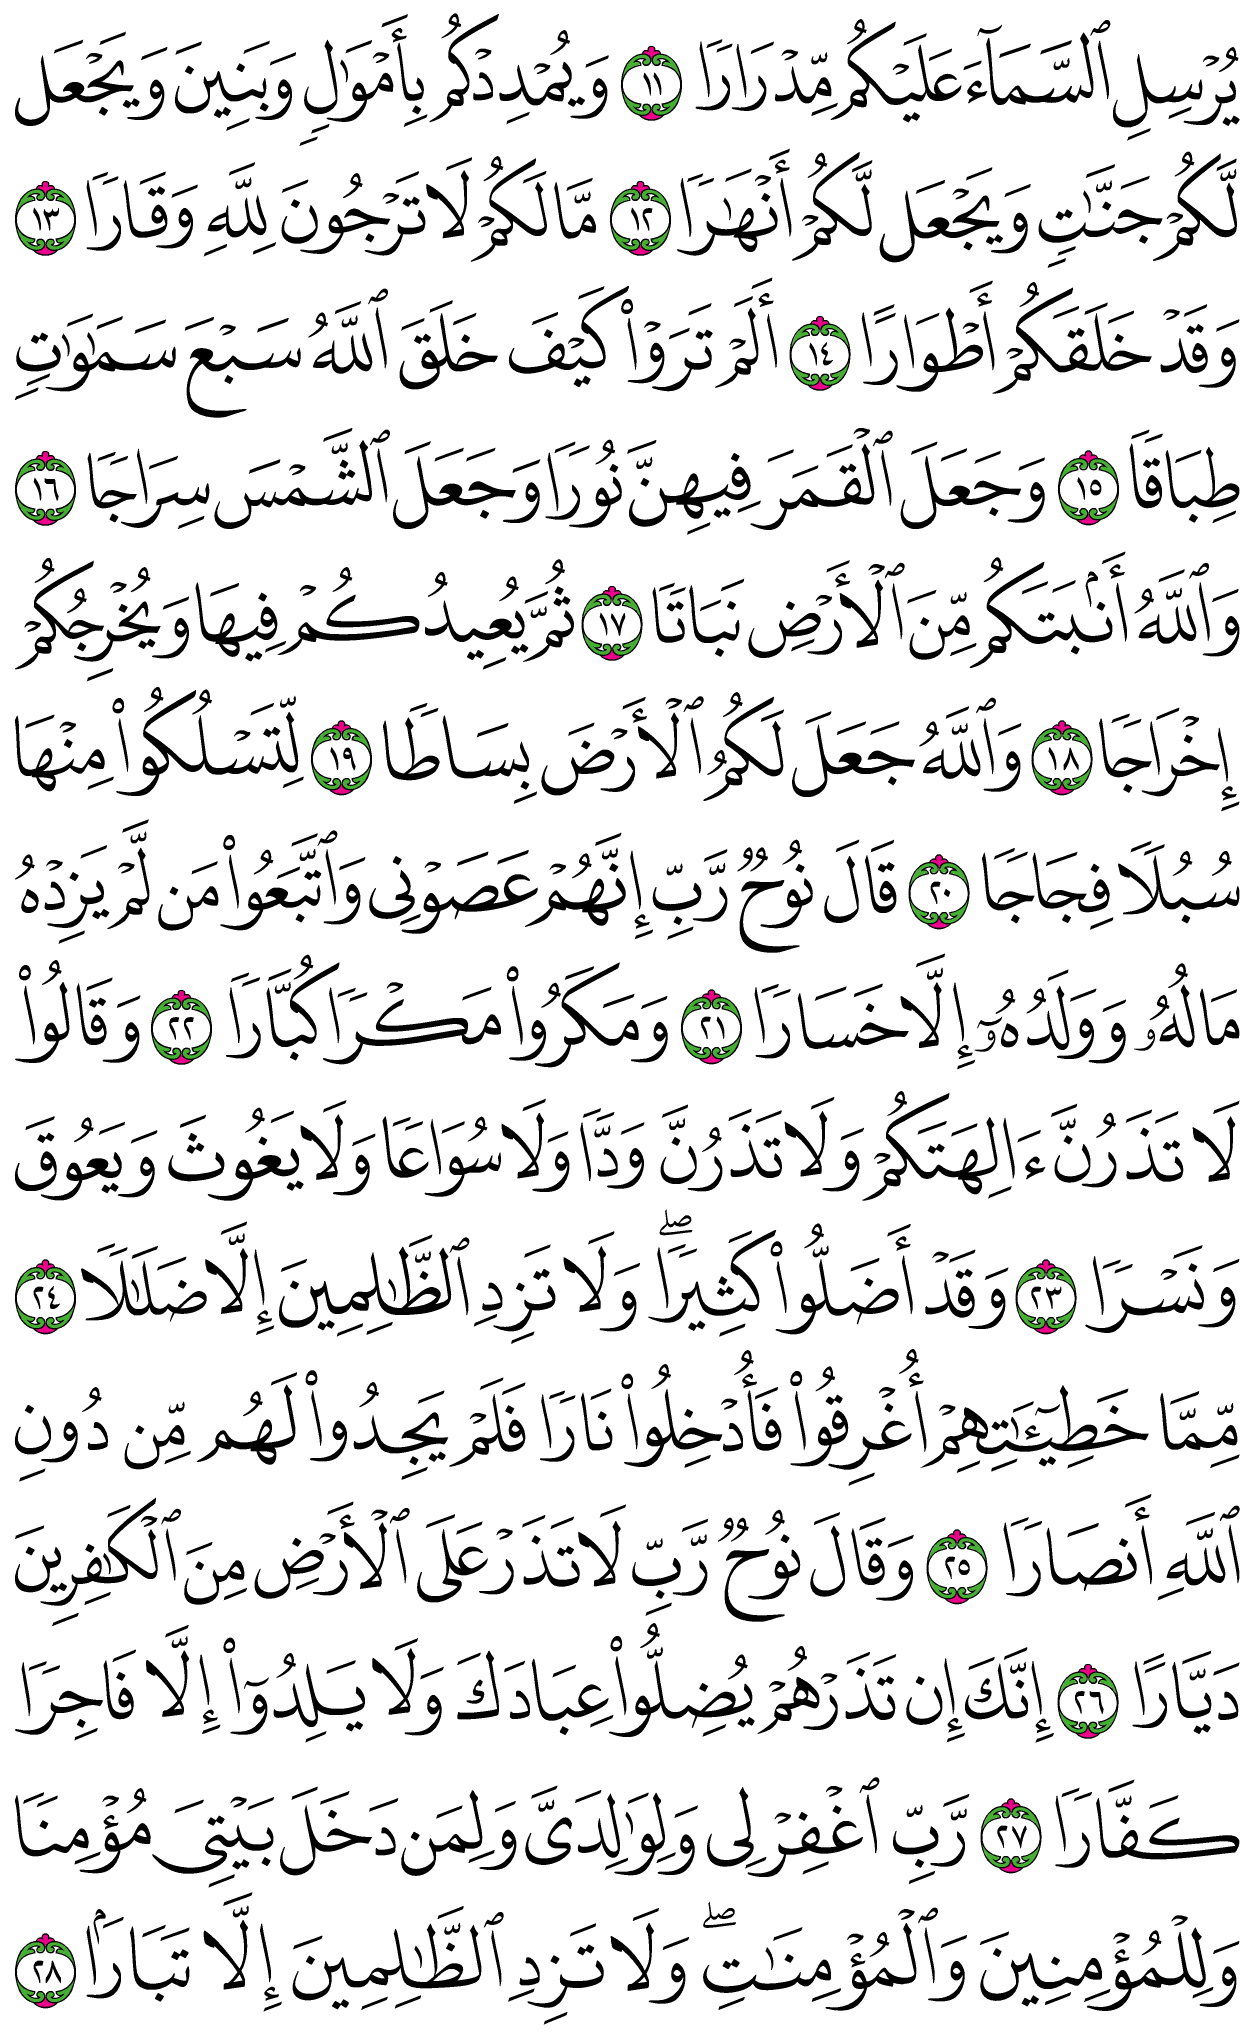 يُرْسِلِ ٱلسَّمَآءَ عَلَيْكُم مِّدْرَارًا ١١ وَيُمْدِدْكُم بِأَمْوَٰلٍ وَبَنِينَ وَيَجْعَل
لَّكُمْ جَنَّـٰتٍ وَيَجْعَل لَّكُمْ أَنْهَـٰرًا ١٢ مَّا لَكُمْ لَا تَرْجُونَ لِلَّهِ وَقَارًا ١٣
وَقَدْ خَلَقَكُمْ أَطْوَارًا ١٤ أَلَمْ تَرَوْا۟ كَيْفَ خَلَقَ ٱللَّهُ سَبْعَ سَمَـٰوَٰتٍ
طِبَاقًا ١٥ وَجَعَلَ ٱلْقَمَرَ فِيهِنَّ نُورًا وَجَعَلَ ٱلشَّمْسَ سِرَاجًا ١٦
وَٱللَّهُ أَنۢبَتَكُم مِّنَ ٱلْأَرْضِ نَبَاتًا ١٧ ثُمَّ يُعِيدُكُمْ فِيهَا وَيُخْرِجُكُمْ
إِخْرَاجًا ١٨ وَٱللَّهُ جَعَلَ لَكُمُ ٱلْأَرْضَ بِسَاطًا ١٩ لِّتَسْلُكُوا۟ مِنْهَا
سُبُلًا فِجَاجًا ٢٠ قَالَ نُوحٌ رَّبِّ إِنَّهُمْ عَصَوْنِى وَٱتَّبَعُوا۟ مَن لَّمْ يَزِدْهُ
مَالُهُۥ وَوَلَدُهُۥٓ إِلَّا خَسَارًا ٢١ وَمَكَرُوا۟ مَكْرًا كُبَّارًا ٢٢ وَقَالُوا۟
لَا تَذَرُنَّ ءَالِهَتَكُمْ وَلَا تَذَرُنَّ وَدًّا وَلَا سُوَاعًا وَلَا يَغُوثَ وَيَعُوقَ
وَنَسْرًا ٢٣ وَقَدْ أَضَلُّوا۟ كَثِيرًا ۖ وَلَا تَزِدِ ٱلظَّـٰلِمِينَ إِلَّا ضَلَـٰلًا ٢٤
مِّمَّا خَطِيٓـَٔـٰتِهِمْ أُغْرِقُوا۟ فَأُدْخِلُوا۟ نَارًا فَلَمْ يَجِدُوا۟ لَهُم مِّن دُونِ
ٱللَّهِ أَنصَارًا ٢٥ وَقَالَ نُوحٌ رَّبِّ لَا تَذَرْ عَلَى ٱلْأَرْضِ مِنَ ٱلْكَـٰفِرِينَ
دَيَّارًا ٢٦ إِنَّكَ إِن تَذَرْهُمْ يُضِلُّوا۟ عِبَادَكَ وَلَا يَلِدُوٓا۟ إِلَّا فَاجِرًا
كَفَّارًا ٢٧ رَّبِّ ٱغْفِرْ لِى وَلِوَٰلِدَىَّ وَلِمَن دَخَلَ بَيْتِىَ مُؤْمِنًا
وَلِلْمُؤْمِنِينَ وَٱلْمُؤْمِنَـٰتِ ۖ وَلَا تَزِدِ ٱلظَّـٰلِمِينَ إِلَّا تَبَارًۢا ٢٨